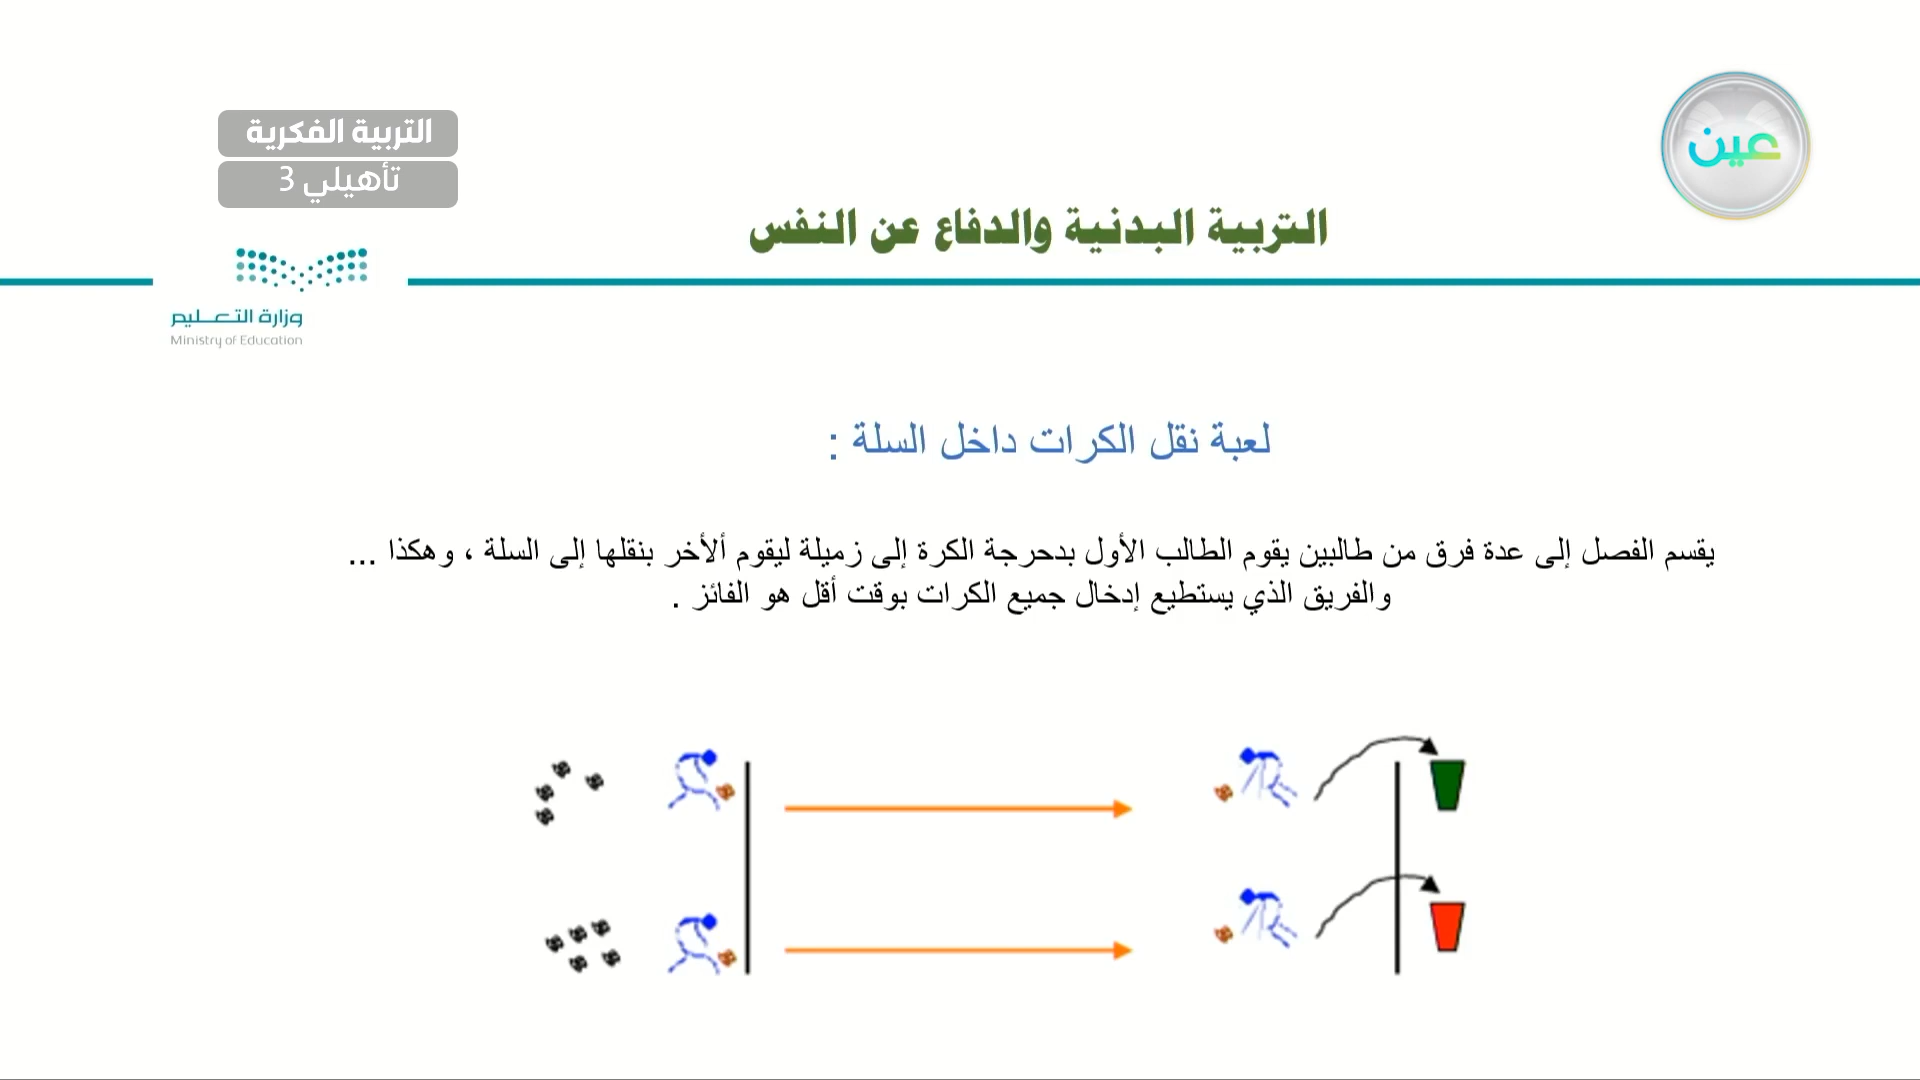 عين
التربية الفكرية
تأهيلي 3
التربية البدنية والدفاع عن النفس
وزارة التعليم
Ministry of Education
لعبة نقل الكرات داخل السلة :
يقسم الفصل إلى عدة فرق من طالبين يقوم الطالب الأول بدحرجة الكرة إلى زميلة ليقوم ألأخر بنقلها إلى السلة ، وهكذا ...
والفريق الذي يستطيع إدخال جميع الكرات بوقت أقل هو الفائز .